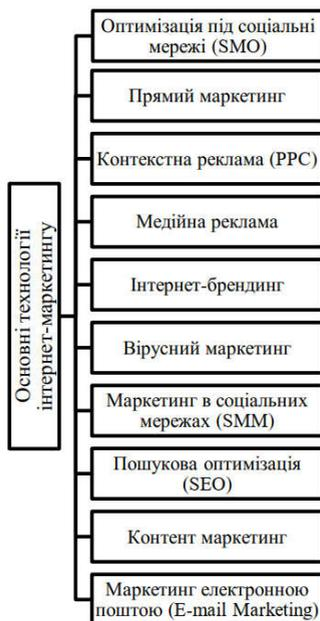 Основні технології
інтернет-маркетингу
Оптимізація під соціальні
мережі (SMO)
Прямий маркетинг
Контекстна реклама (PPC)
Медійна реклама
Інтернет-брендинг
Вірусний маркетинг
Маркетинг в соціальних
мережах (SMM)
Пошукова оптимізація
(SEO)
Контент маркетинг
Маркетинг електронною
поштою (E-mail Marketing)